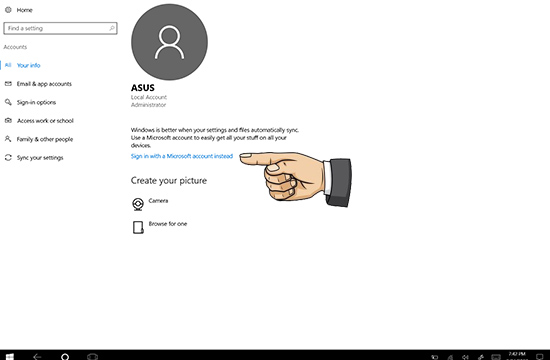 Home
Find a setting
Accounts
Your info
Email & app accounts
Sign-in options
Access work or school
Family & other people
Sync your settings
ASUS
Local Account
Administrator
Windows is better when your settings and files automatically sync.
Use a Microsoft account to easily get all your stuff on all your
devices.
Sign in with a Microsoft account instead
Create your picture
Camera
Browse for one
7:42 PM